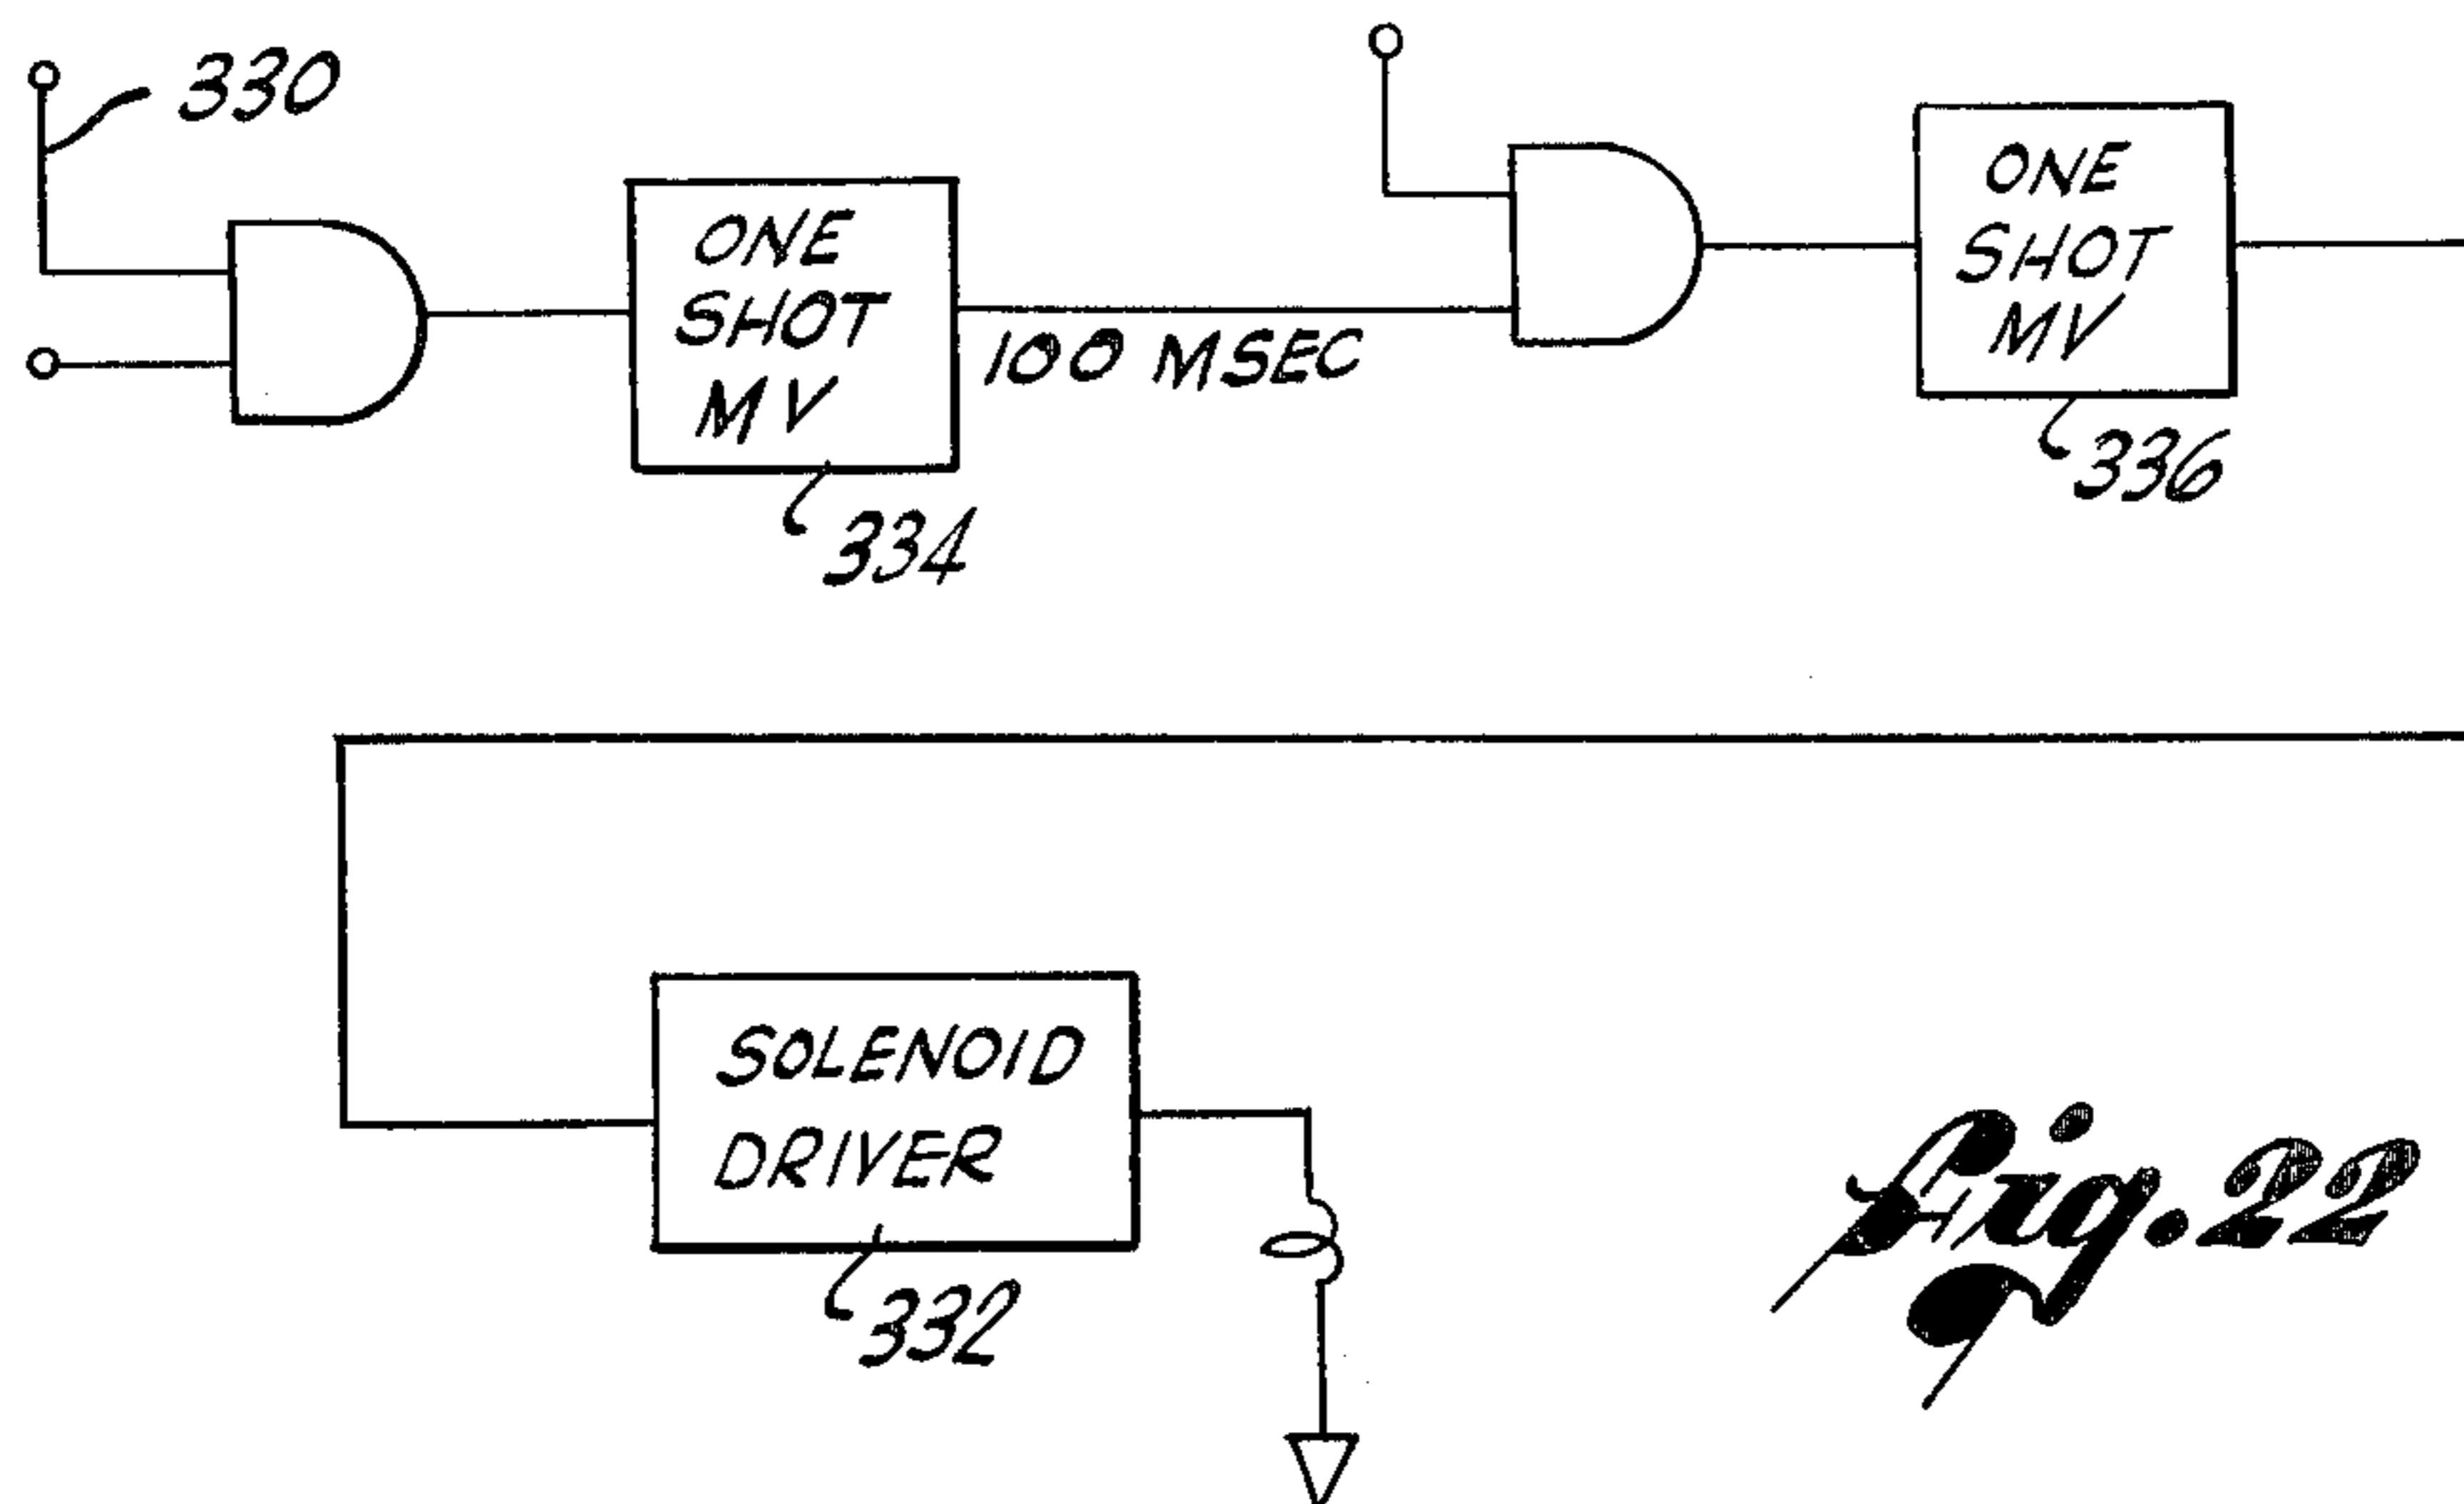 330
ONE
SHOT
MV
334
100 MSEC
ONE
SHOT
MV
336
SOLENOID
DRIVER
332
Fig. 22